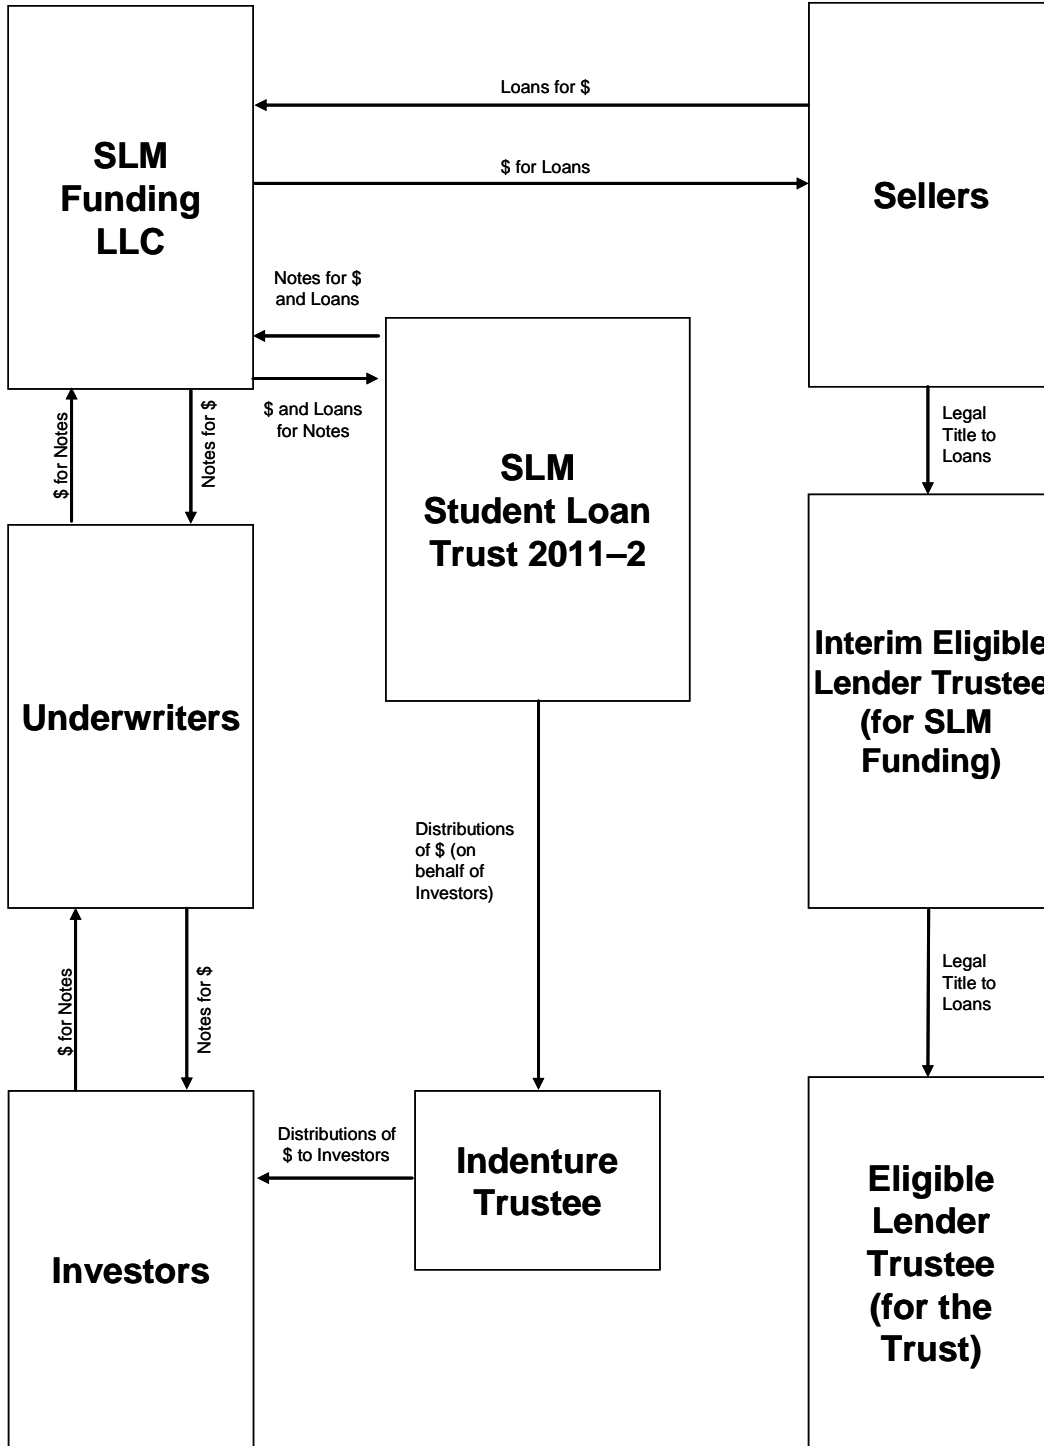 SLM
Funding
LLC
Loans for $
$ for Loans
Sellers
Notes for $
and Loans
$ and Loans
for Notes
$ for Notes
Notes for $
SLM
Student Loan
Trust 2011–2
Legal
Title to
Loans
Underwriters
Interim Eligible
Lender Trustee
(for SLM
Funding)
Distributions
of $ (on
behalf of
Investors)
$ for Notes
Notes for $
Legal
Title to
Loans
Investors
Distributions of
$ to Investors
Indenture
Trustee
Eligible
Lender
Trustee
(for the
Trust)